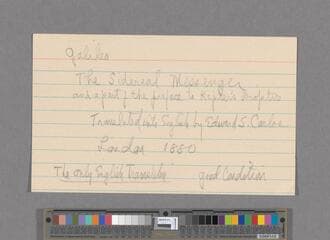 Galileo
The Sidereal Messenger
and a part of the preface to Kepler's Dioptrics
Translated into English by Edward S. Carlos
London 1880
The only English Translation good Condition